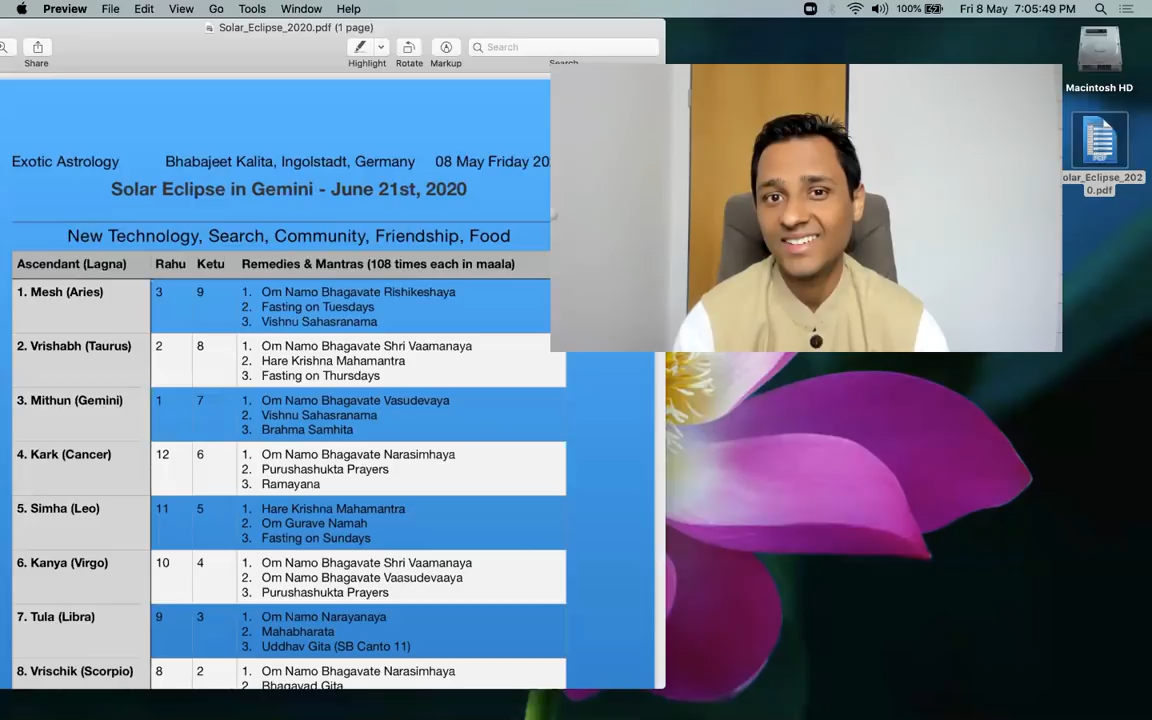 Preview File Edit View Go Tools Window Help 100% Fri 8 May 7:05:49 PM
Solar_Eclipse_2020.pdf (1 page)
Search
Share Highlight Rotate Markup Search
Macintosh HD
olar_Eclipse_202
0.pdf
Exotic Astrology Bhabajeet Kalita, Ingolstadt, Germany 08 May Friday 20
Solar Eclipse in Gemini - June 21st, 2020
New Technology, Search, Community, Friendship, Food
Ascendant (Lagna) Rahu Ketu Remedies & Mantras (108 times each in maala)
1. Mesh (Aries) 3 9 1. Om Namo Bhagavate Rishikeshaya
2. Fasting on Tuesdays
3. Vishnu Sahasranama
2. Vrishabh (Taurus) 2 8 1. Om Namo Bhagavate Shri Vaamanaya
2. Hare Krishna Mahamantra
3. Fasting on Thursdays
3. Mithun (Gemini) 1 7 1. Om Namo Bhagavate Vasudevaya
2. Vishnu Sahasranama
3. Brahma Samhita
4. Kark (Cancer) 12 6 1. Om Namo Bhagavate Narasimhaya
2. Purushashukta Prayers
3. Ramayana
5. Simha (Leo) 11 5 1. Hare Krishna Mahamantra
2. Om Gurave Namah
3. Fasting on Sundays
6. Kanya (Virgo) 10 4 1. Om Namo Bhagavate Shri Vaamanaya
2. Om Namo Bhagavate Vaasudevaaya
3. Purushashukta Prayers
7. Tula (Libra) 9 3 1. Om Namo Narayanaya
2. Mahabharata
3. Uddhav Gita (SB Canto 11)
8. Vrischik (Scorpio) 8 2 1. Om Namo Bhagavate Narasimhaya
2. Bhagavad Gita